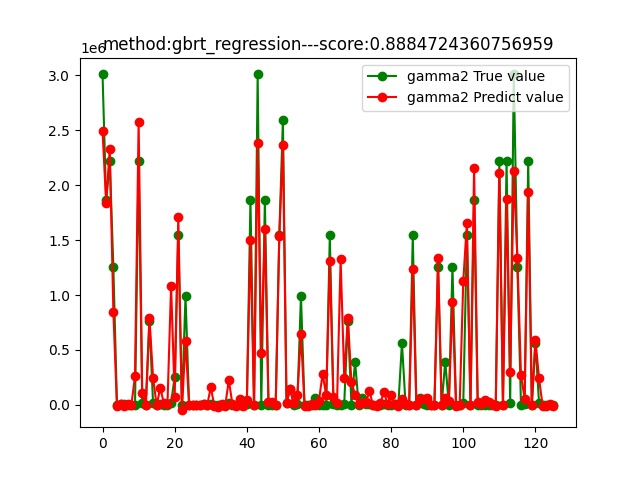 method:gbrt_regression---score:0.8884724360756959
1e6
gamma2 True value
gamma2 Predict value
3.0
2.5
2.0
1.5
1.0
0.5
0.0
0 20 40 60 80 100 120